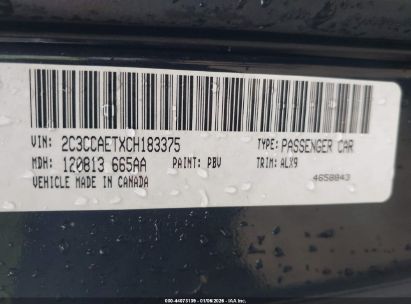 VIN: 2C3CCAETXCH183375 TYPE: PASSENGER CAR
MDH: 120813 665AA PAINT: PBV TRIM: ALX9
VEHICLE MADE IN CANADA 4658843
000-44073139 - 01/06/2026 - IAA Inc.